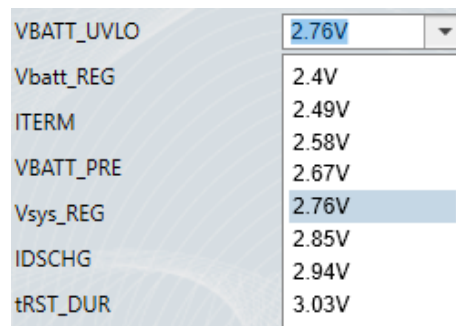 VBATT_UVLO 2.76V
Vbatt_REG 2.4V
2.49V
ITERM
2.58V
VBATT_PRE 2.67V
Vsys_REG 2.76V
2.85V
IDSCHG
2.94V
tRST_DUR 3.03V